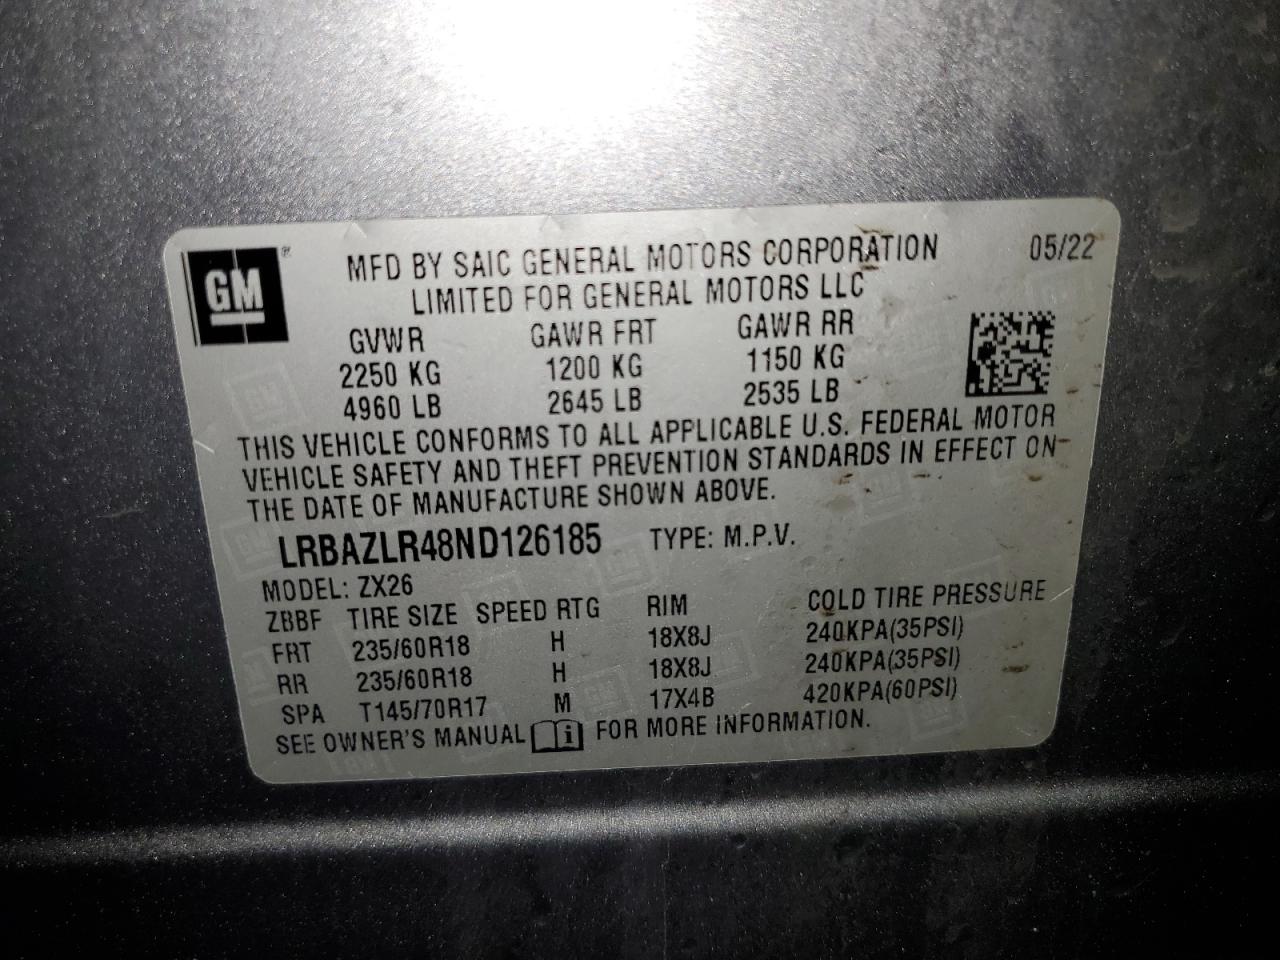 GM
MFD BY SAIC GENERAL MOTORS CORPORATION 05/22
LIMITED FOR GENERAL MOTORS LLC
GVWR GAWR FRT GAWR RR
2250 KG 1200 KG 1150 KG
4960 LB 2645 LB 2535 LB
THIS VEHICLE CONFORMS TO ALL APPLICABLE U.S. FEDERAL MOTOR
VEHICLE SAFETY AND THEFT PREVENTION STANDARDS IN EFFECT ON
THE DATE OF MANUFACTURE SHOWN ABOVE.
LRBAZLR48ND126185 TYPE: M.P.V.
MODEL: ZX26
ZBBF TIRE SIZE SPEED RTG RIM COLD TIRE PRESSURE
FRT 235/60R18 H 18X8J 240KPA(35PSI)
RR 235/60R18 H 18X8J 240KPA(35PSI)
SPA T145/70R17 M 17X4B 420KPA(60PSI)
SEE OWNER'S MANUAL i FOR MORE INFORMATION.